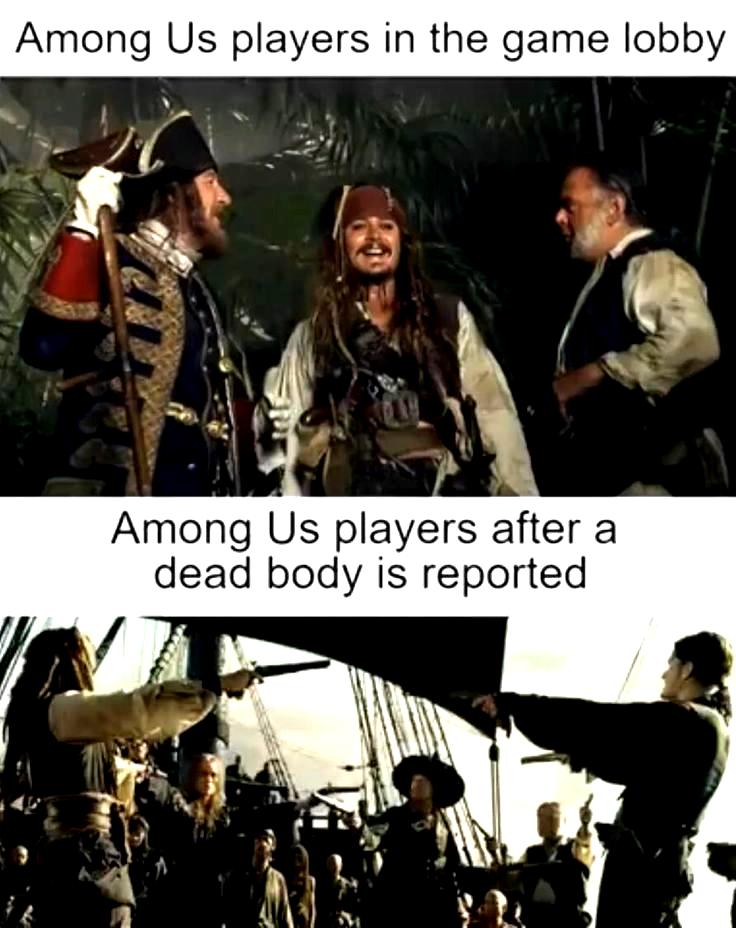 Among Us players in the game lobby
Among Us players after a
dead body is reported